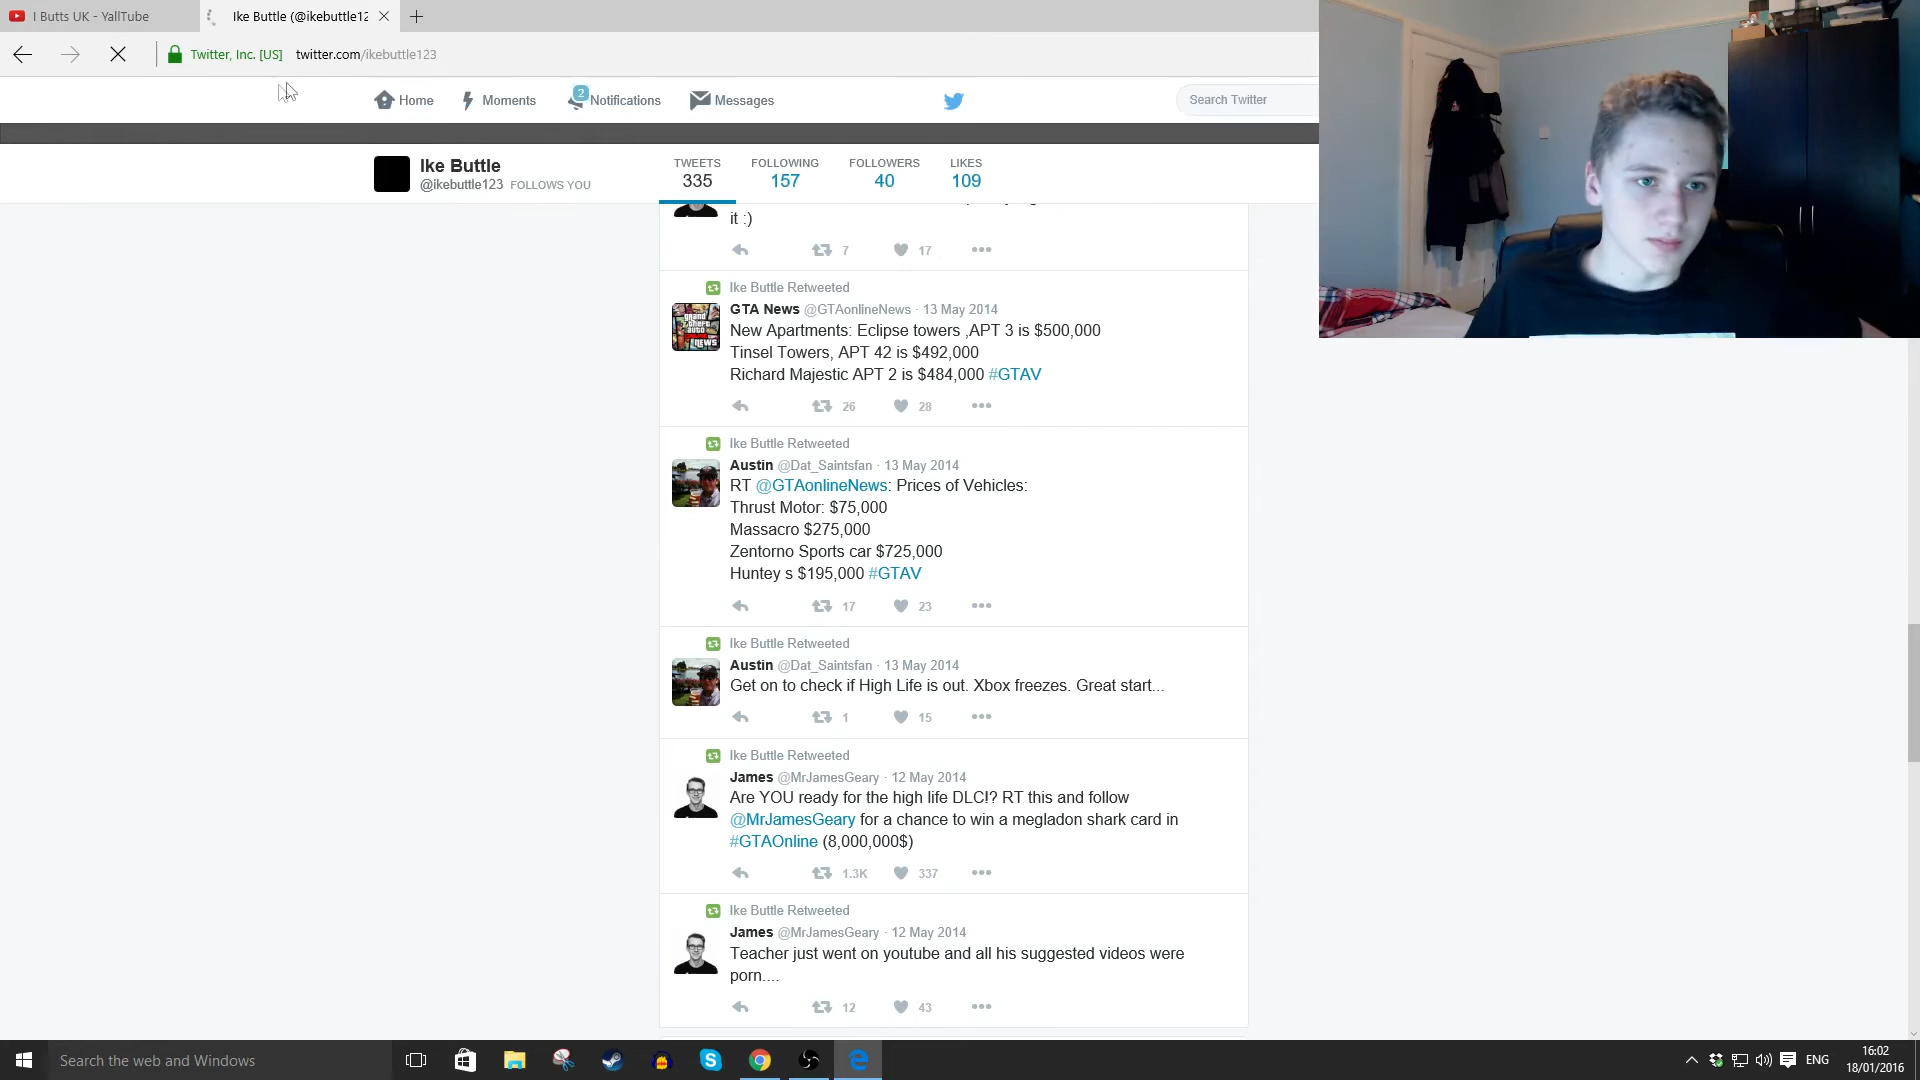 I Butts UK - YallTube
Ike Buttle (@ikebuttle12
Twitter, Inc. [US] twitter.com/ikebuttle123
Home Moments 2 Notifications Messages Search Twitter
Ike Buttle
@ikebuttle123 FOLLOWS YOU
TWEETS FOLLOWING FOLLOWERS LIKES
335 157 40 109
it :)
7 17
Ike Buttle Retweeted
GTA News @GTAonlineNews · 13 May 2014
New Apartments: Eclipse towers ,APT 3 is $500,000
Tinsel Towers, APT 42 is $492,000
Richard Majestic APT 2 is $484,000 #GTAV
26 28
Ike Buttle Retweeted
Austin @Dat_Saintsfan · 13 May 2014
RT @GTAonlineNews: Prices of Vehicles:
Thrust Motor: $75,000
Massacro $275,000
Zentorno Sports car $725,000
Huntey s $195,000 #GTAV
17 23
Ike Buttle Retweeted
Austin @Dat_Saintsfan · 13 May 2014
Get on to check if High Life is out. Xbox freezes. Great start...
1 15
Ike Buttle Retweeted
James @MrJamesGeary · 12 May 2014
Are YOU ready for the high life DLC!? RT this and follow
@MrJamesGeary for a chance to win a megladon shark card in
#GTAOnline (8,000,000$)
1.3K 337
Ike Buttle Retweeted
James @MrJamesGeary · 12 May 2014
Teacher just went on youtube and all his suggested videos were
porn....
12 43
Search the web and Windows
ENG
16:02
18/01/2016